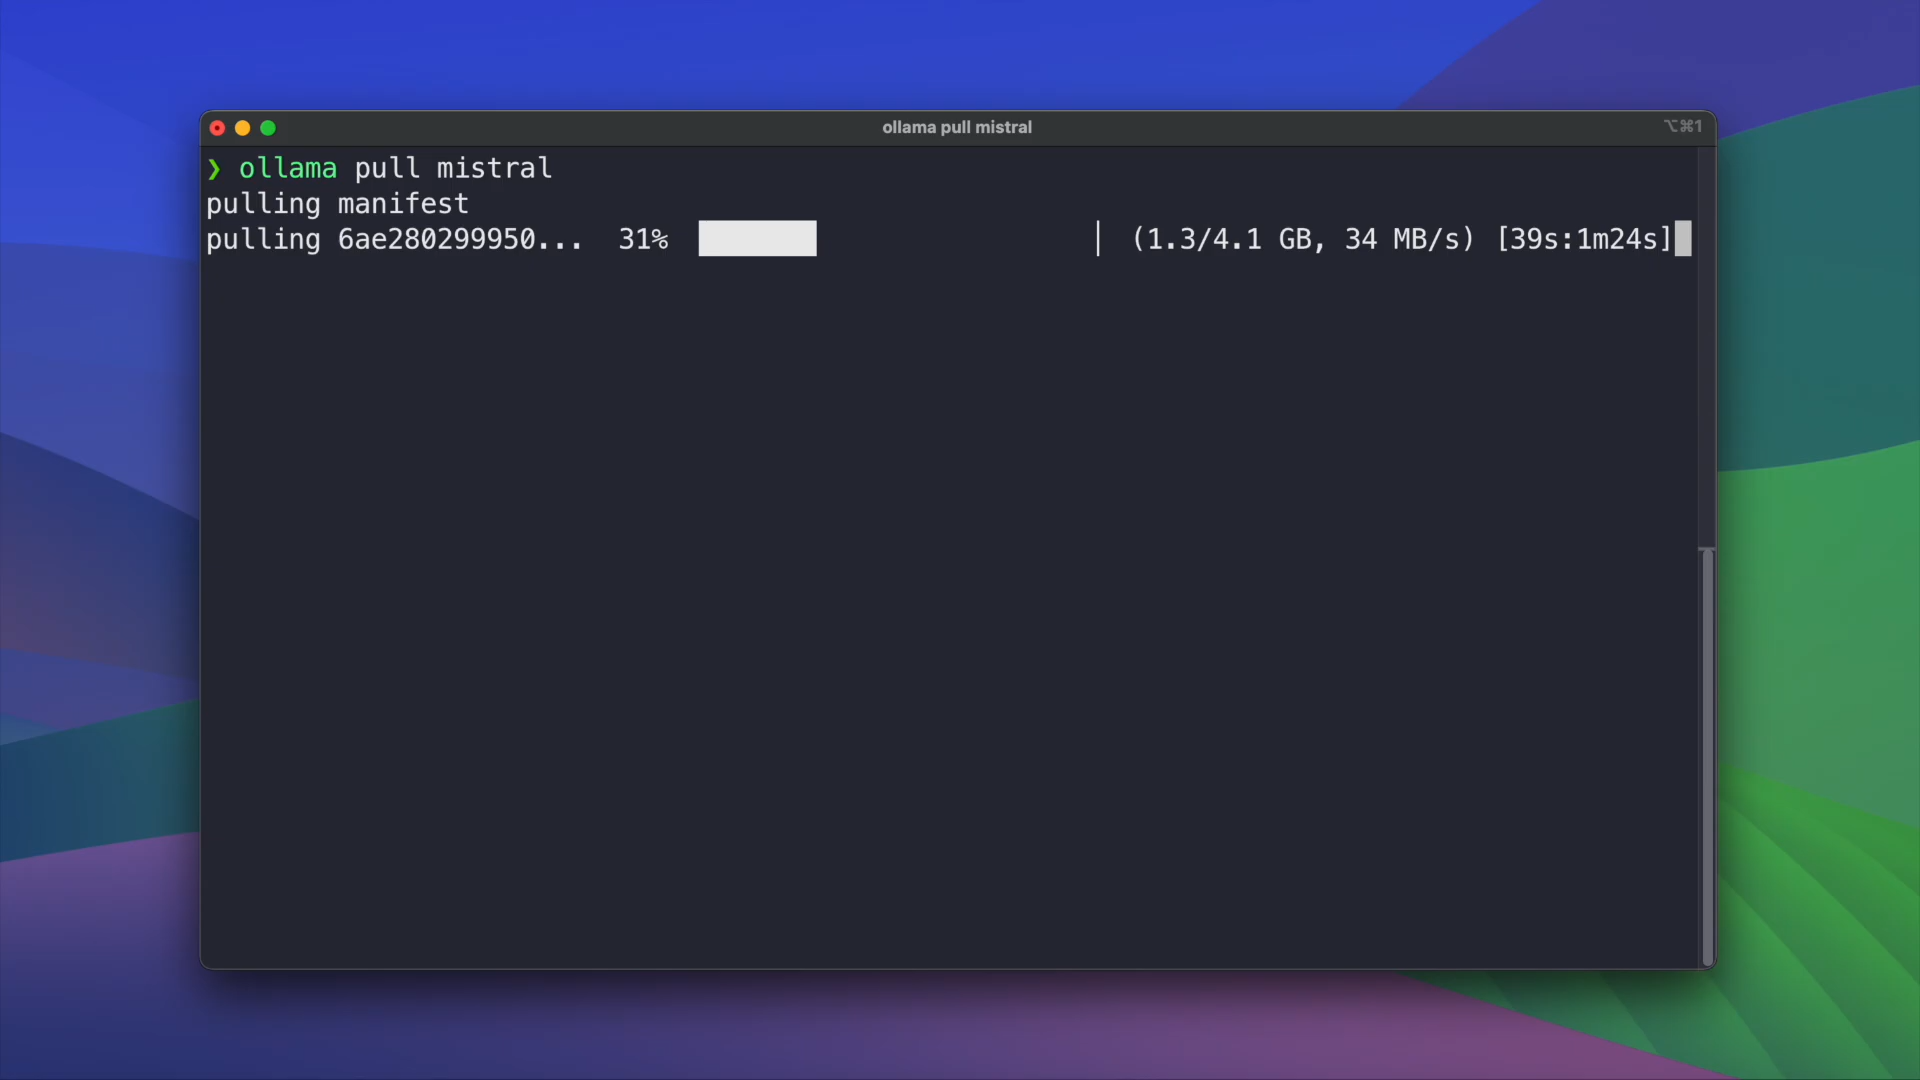 ollama pull mistral
⌥⌘1
❯ ollama pull mistral
pulling manifest
pulling 6ae280299950... 31% | (1.3/4.1 GB, 34 MB/s) [39s:1m24s]